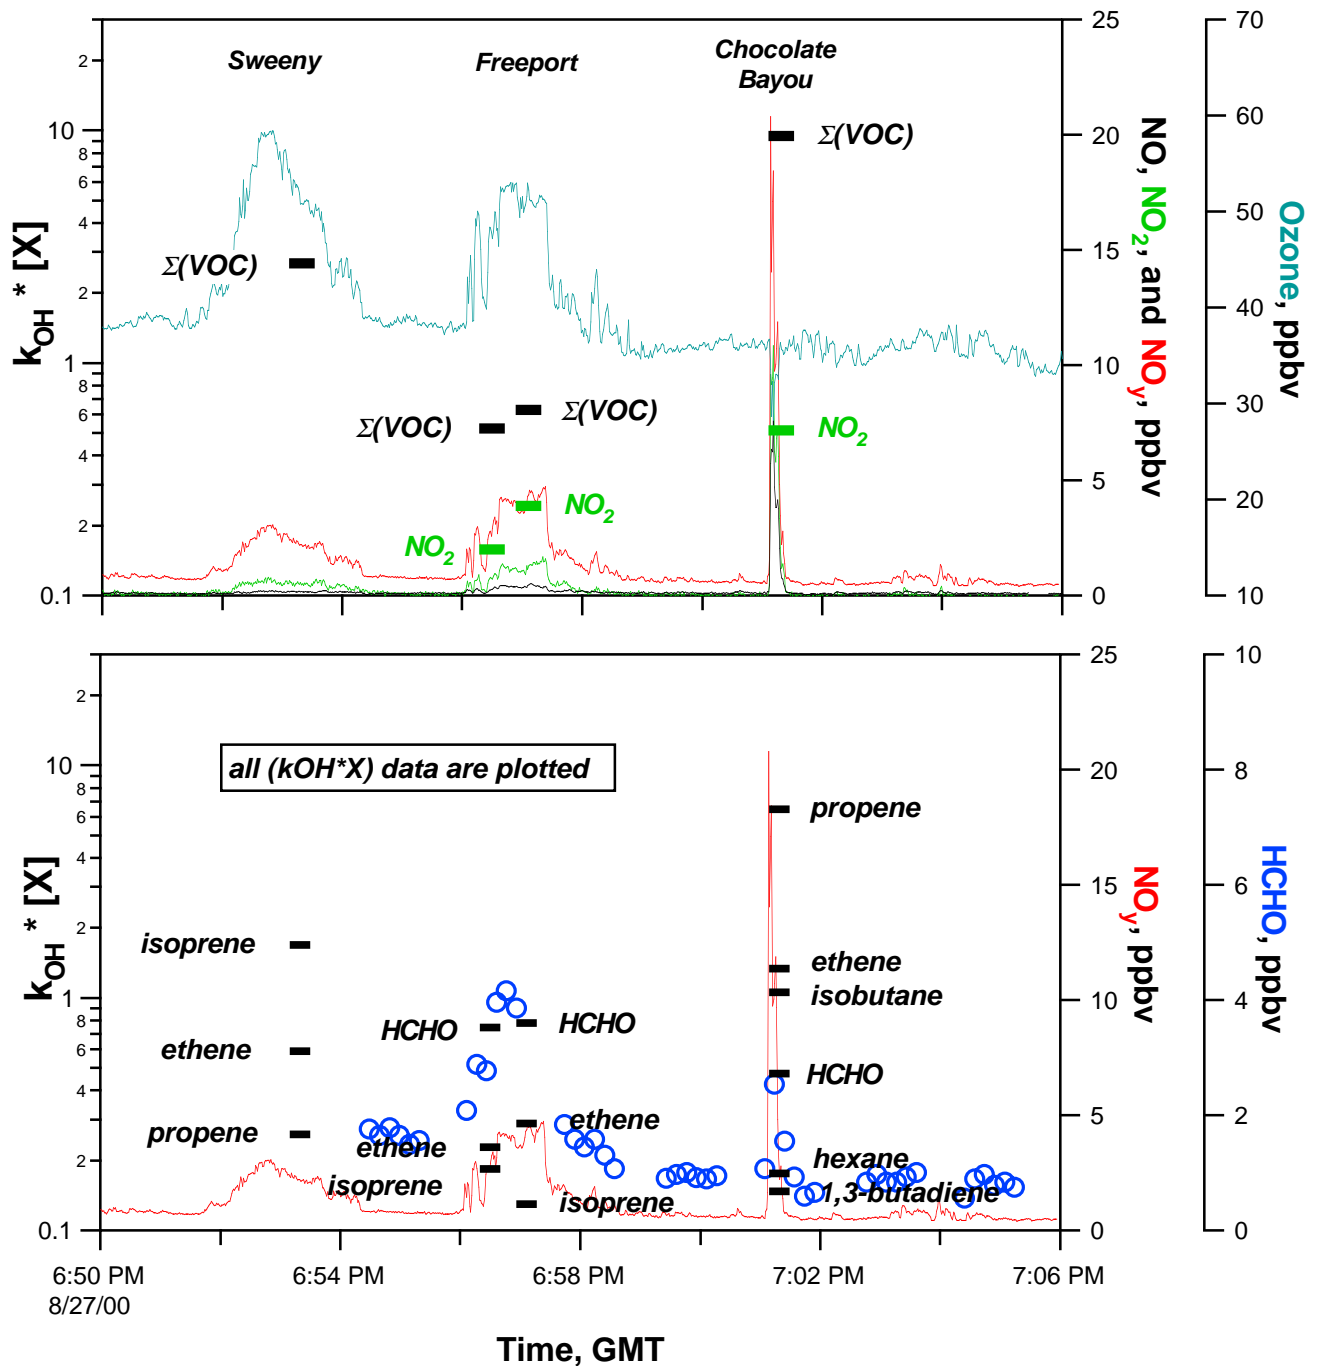 Sweeny
Freeport
Chocolate
Bayou
Σ(VOC)
Σ(VOC)
Σ(VOC)
Σ(VOC)
NO2
NO2
NO2
2
10
8
6
4
2
1
8
6
4
2
0.1
kOH * [X]
25
20
15
10
5
0
NO, NO2, and NOy, ppbv
70
60
50
40
30
20
10
Ozone, ppbv
all (kOH*X) data are plotted
propene
ethene
isobutane
HCHO
hexane
1,3-butadiene
isoprene
ethene
propene
HCHO
HCHO
ethene
ethene
isoprene
isoprene
2
10
8
6
4
2
1
8
6
4
2
0.1
kOH * [X]
25
20
15
10
5
0
NOy, ppbv
10
8
6
4
2
0
HCHO, ppbv
6:50 PM
8/27/00
6:54 PM
6:58 PM
7:02 PM
7:06 PM
Time, GMT